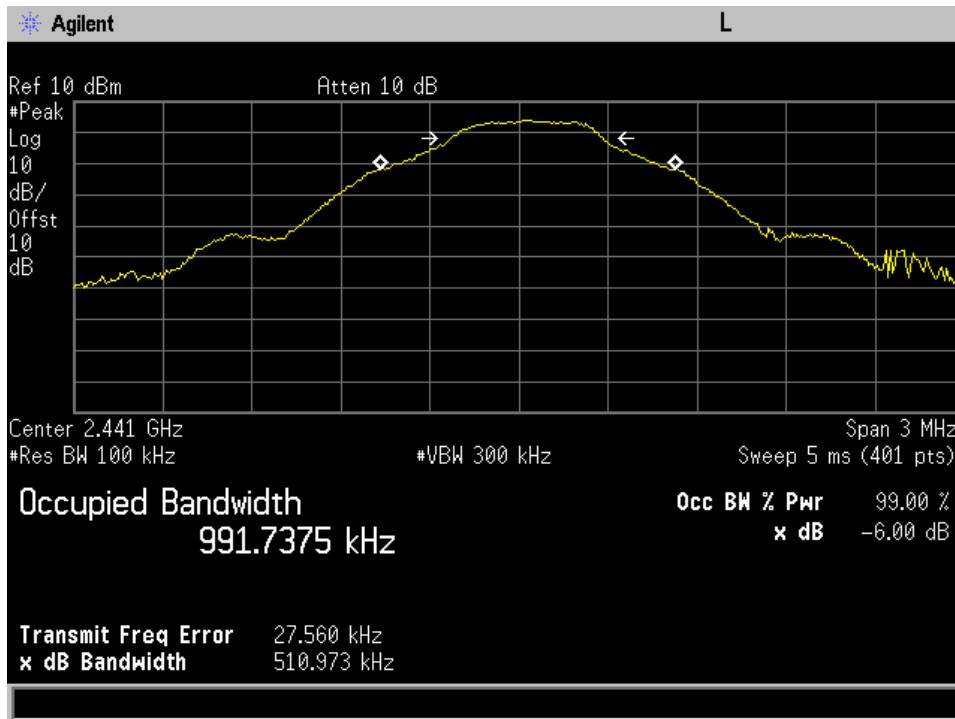 Agilent L
Ref 10 dBm Atten 10 dB
#Peak
Log
10
dB/
Offst
10
dB
Center 2.441 GHz Span 3 MHz
#Res BW 100 kHz #VBW 300 kHz Sweep 5 ms (401 pts)
Occupied Bandwidth Occ BW % Pwr 99.00 %
991.7375 kHz x dB -6.00 dB
Transmit Freq Error 27.560 kHz
x dB Bandwidth 510.973 kHz